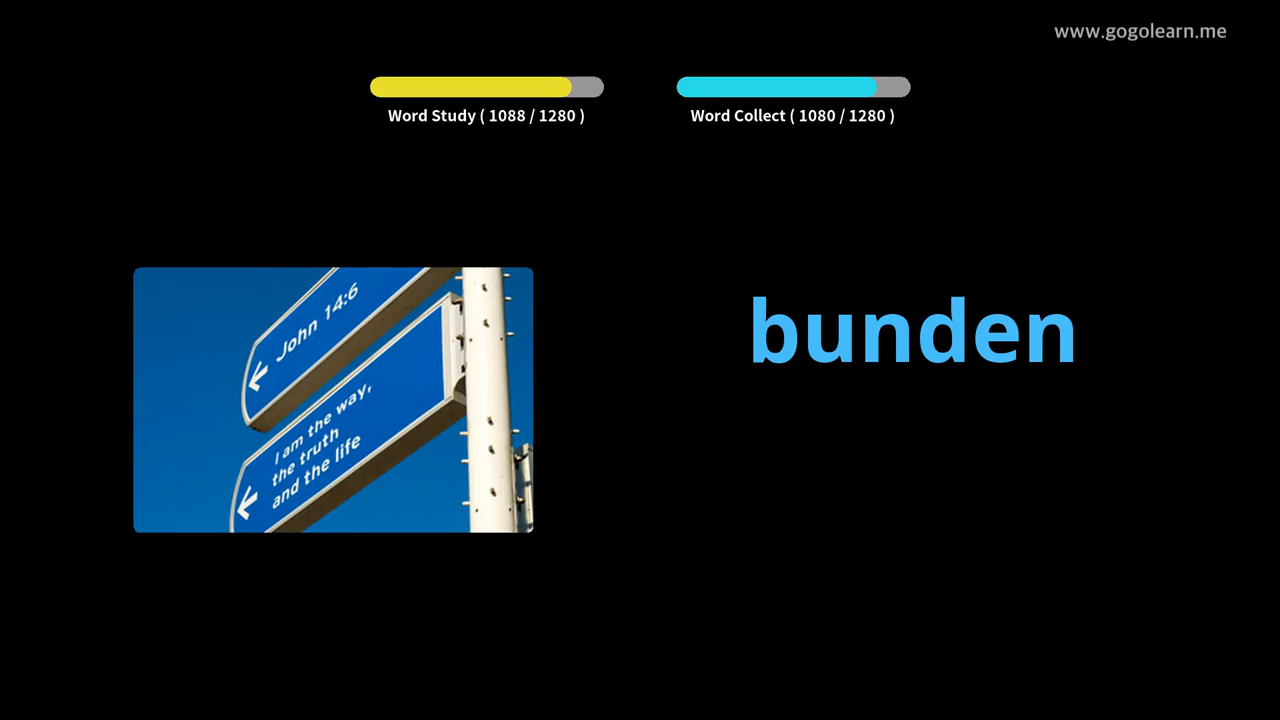 www.gogolearn.me
Word Study ( 1088 / 1280 )
Word Collect ( 1080 / 1280 )
John 14:6
I am the way,
the truth
and the life
bunden